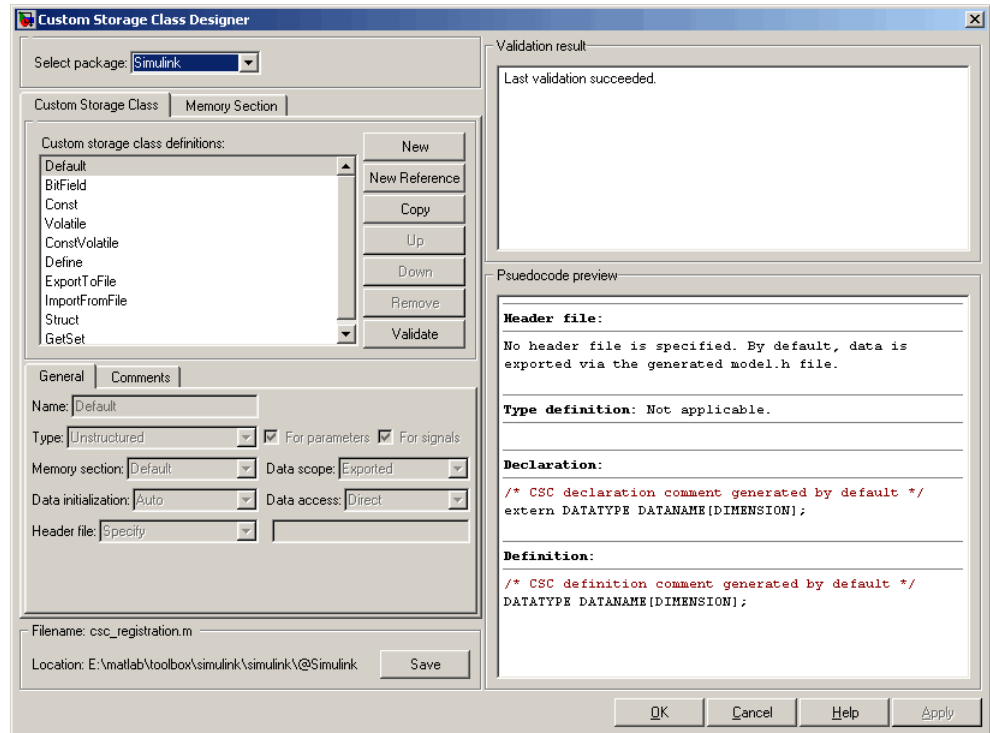 Custom Storage Class Designer
Select package: Simulink
Custom Storage Class
Memory Section
Custom storage class definitions:
Default
BitField
Const
Volatile
ConstVolatile
Define
ExportToFile
ImportFromFile
Struct
GetSet
New
New Reference
Copy
Up
Down
Remove
Validate
General
Comments
Name: Default
Type: Unstructured
For parameters
For signals
Memory section: Default
Data scope: Exported
Data initialization: Auto
Data access: Direct
Header file: Specify
Filename: csc_registration.m
Location: E:\matlab\toolbox\simulink\simulink\@Simulink
Save
Validation result
Last validation succeeded.
Psuedocode preview
Header file:
No header file is specified. By default, data is
exported via the generated model.h file.
Type definition: Not applicable.
Declaration:
/* CSC declaration comment generated by default */
extern DATATYPE DATANAME[DIMENSION];
Definition:
/* CSC definition comment generated by default */
DATATYPE DATANAME[DIMENSION];
OK
Cancel
Help
Apply